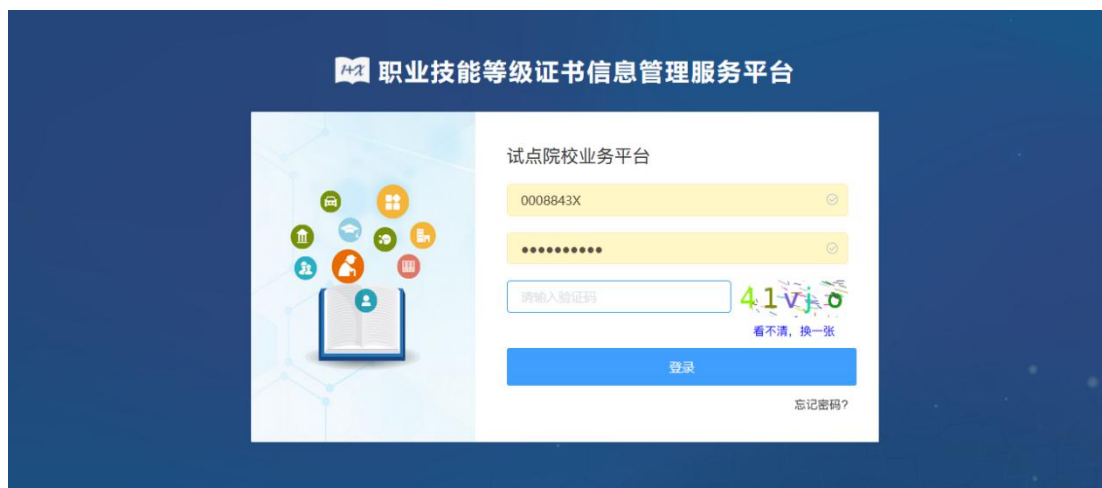 1+X 职业技能等级证书信息管理服务平台
试点院校业务平台
0008843X
••••••••••
请输入验证码
41vjo
看不清，换一张
登录
忘记密码?